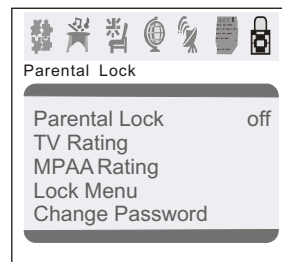 Parental Lock
Parental Lock off
TV Rating
MPAA Rating
Lock Menu
Change Password